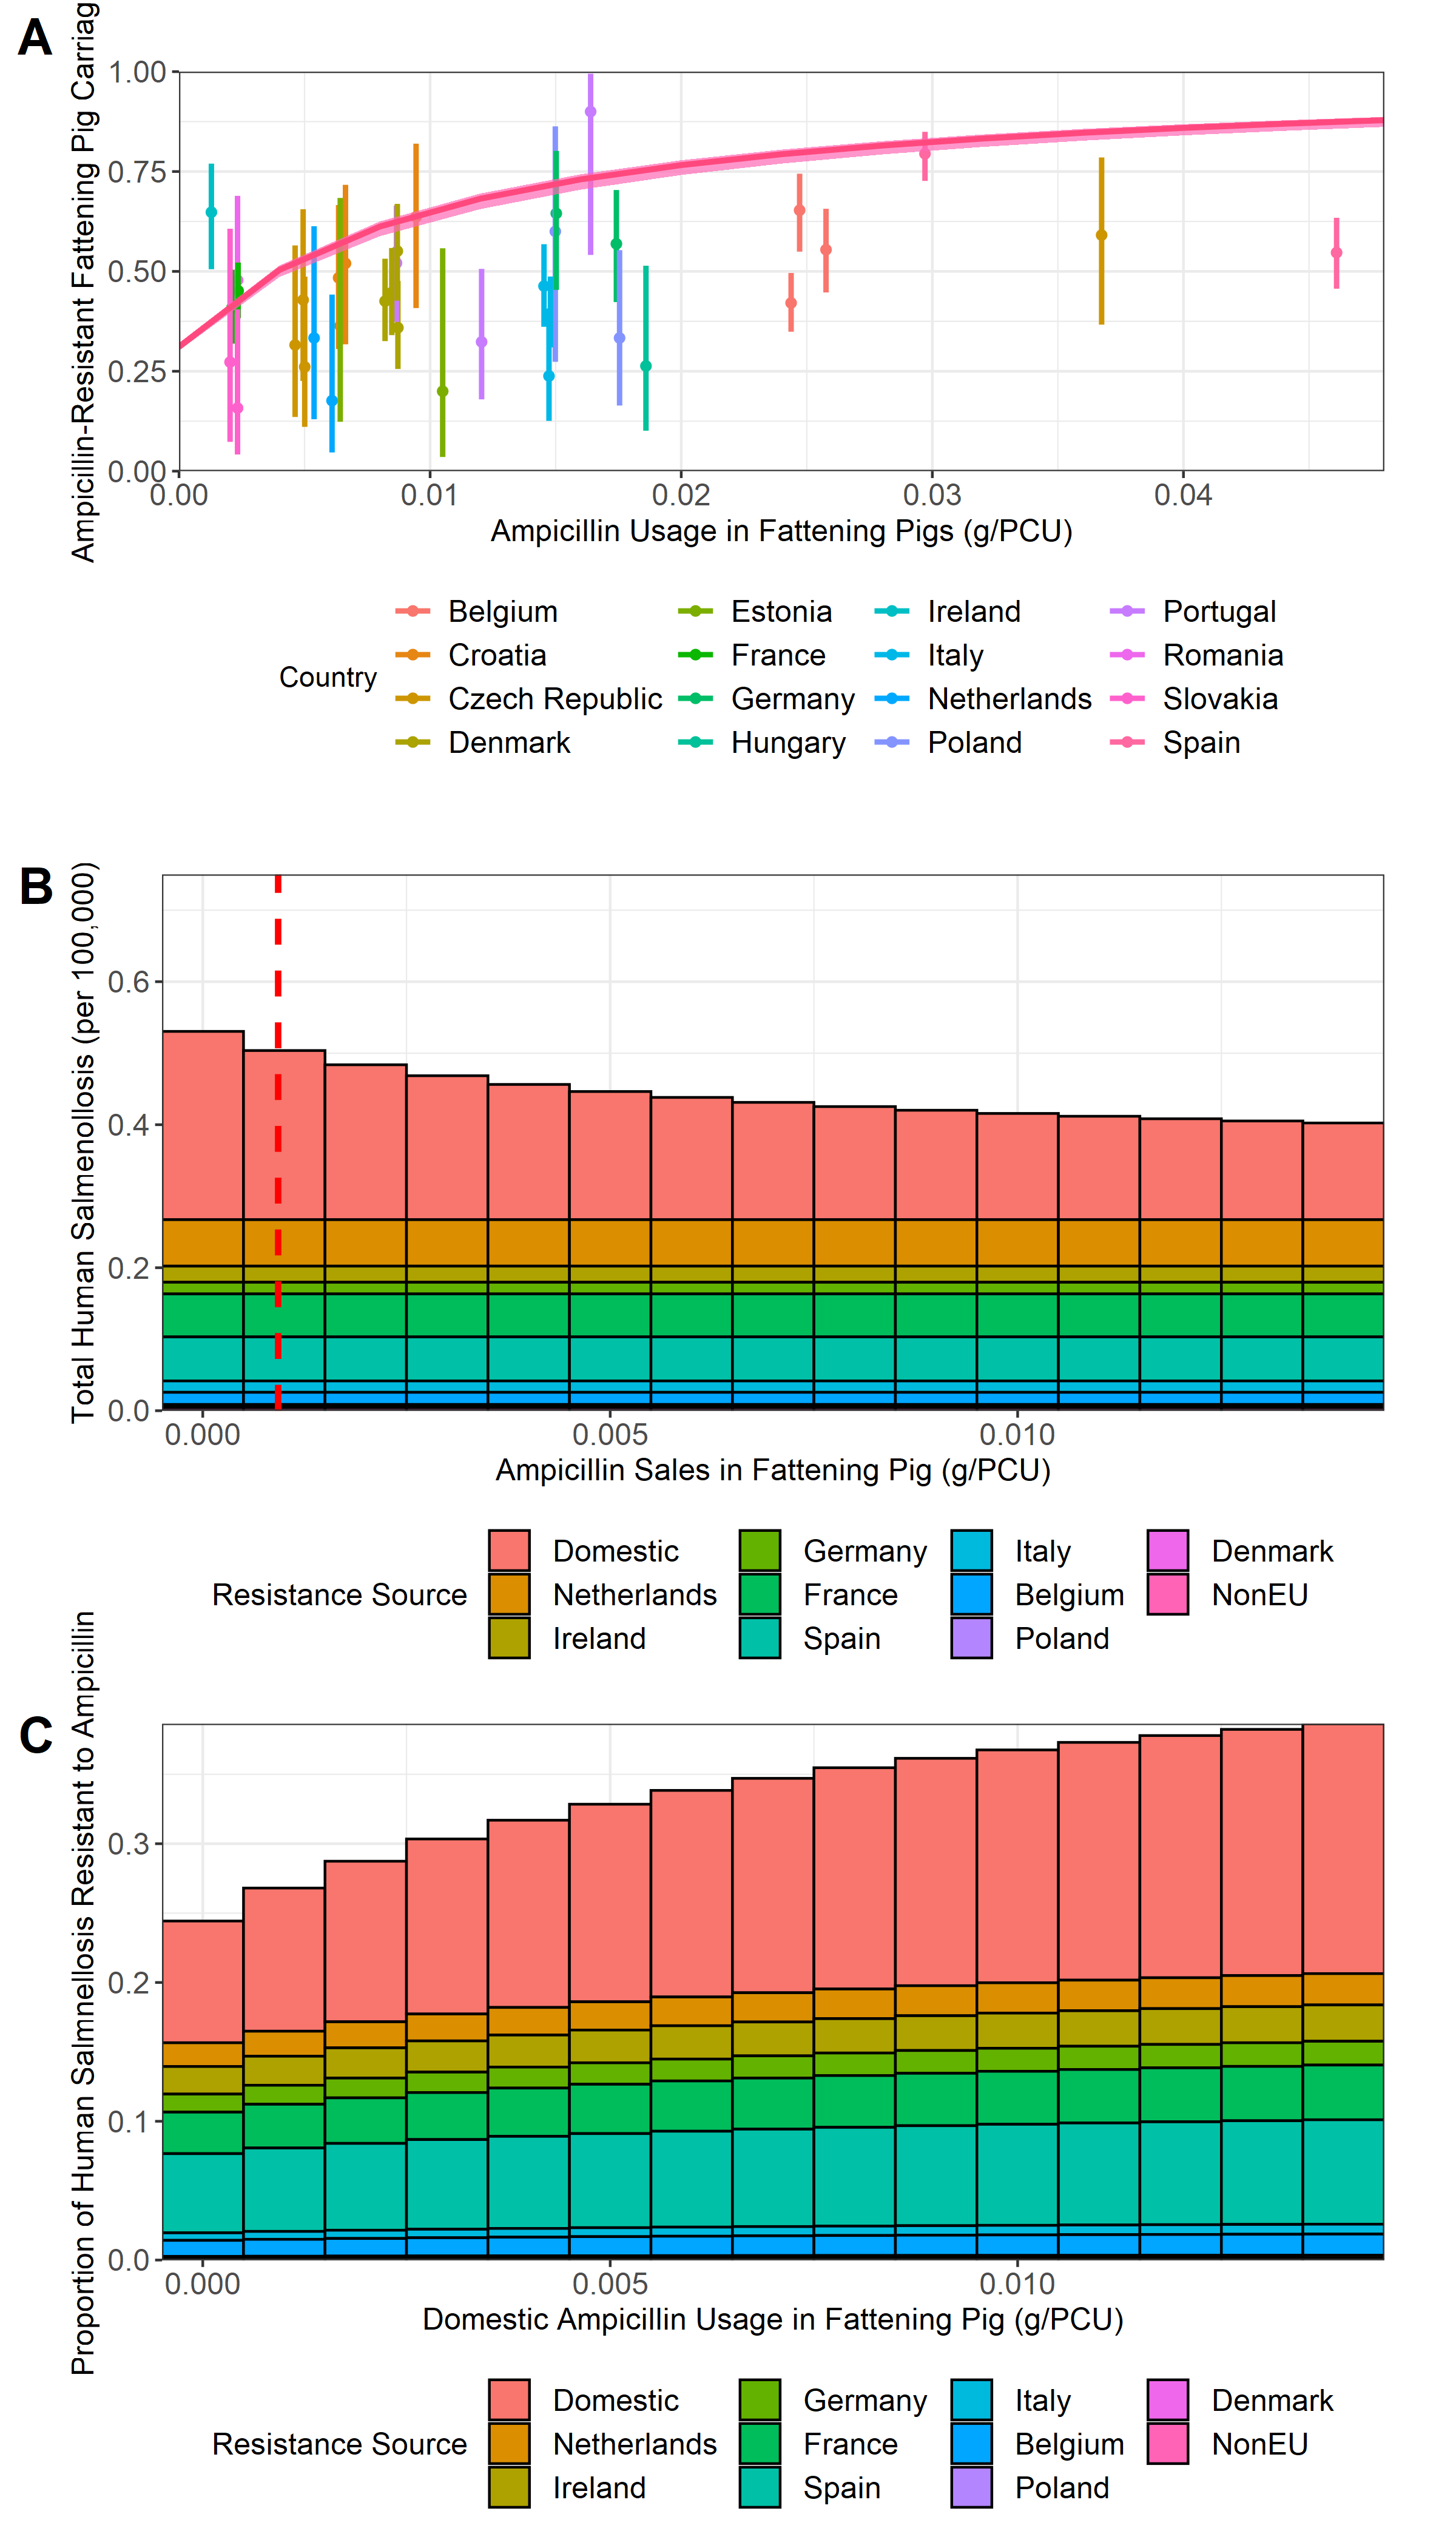 A
Ampicillin-Resistant Fattening Pig Carriag
1.00
0.75
0.50
0.25
0.00
0.00 0.01 0.02 0.03 0.04
Ampicillin Usage in Fattening Pigs (g/PCU)
Country
Belgium Estonia Ireland Portugal
Croatia France Italy Romania
Czech Republic Germany Netherlands Slovakia
Denmark Hungary Poland Spain
B
Total Human Salmenollosis (per 100,000)
0.6
0.4
0.2
0.0
0.000 0.005 0.010
Ampicillin Sales in Fattening Pig (g/PCU)
Resistance Source
Domestic Germany Italy Denmark
Netherlands France Belgium NonEU
Ireland Spain Poland
C
Proportion of Human Salmnellosis Resistant to Ampicillin
0.3
0.2
0.1
0.0
0.000 0.005 0.010
Domestic Ampicillin Usage in Fattening Pig (g/PCU)
Resistance Source
Domestic Germany Italy Denmark
Netherlands France Belgium NonEU
Ireland Spain Poland